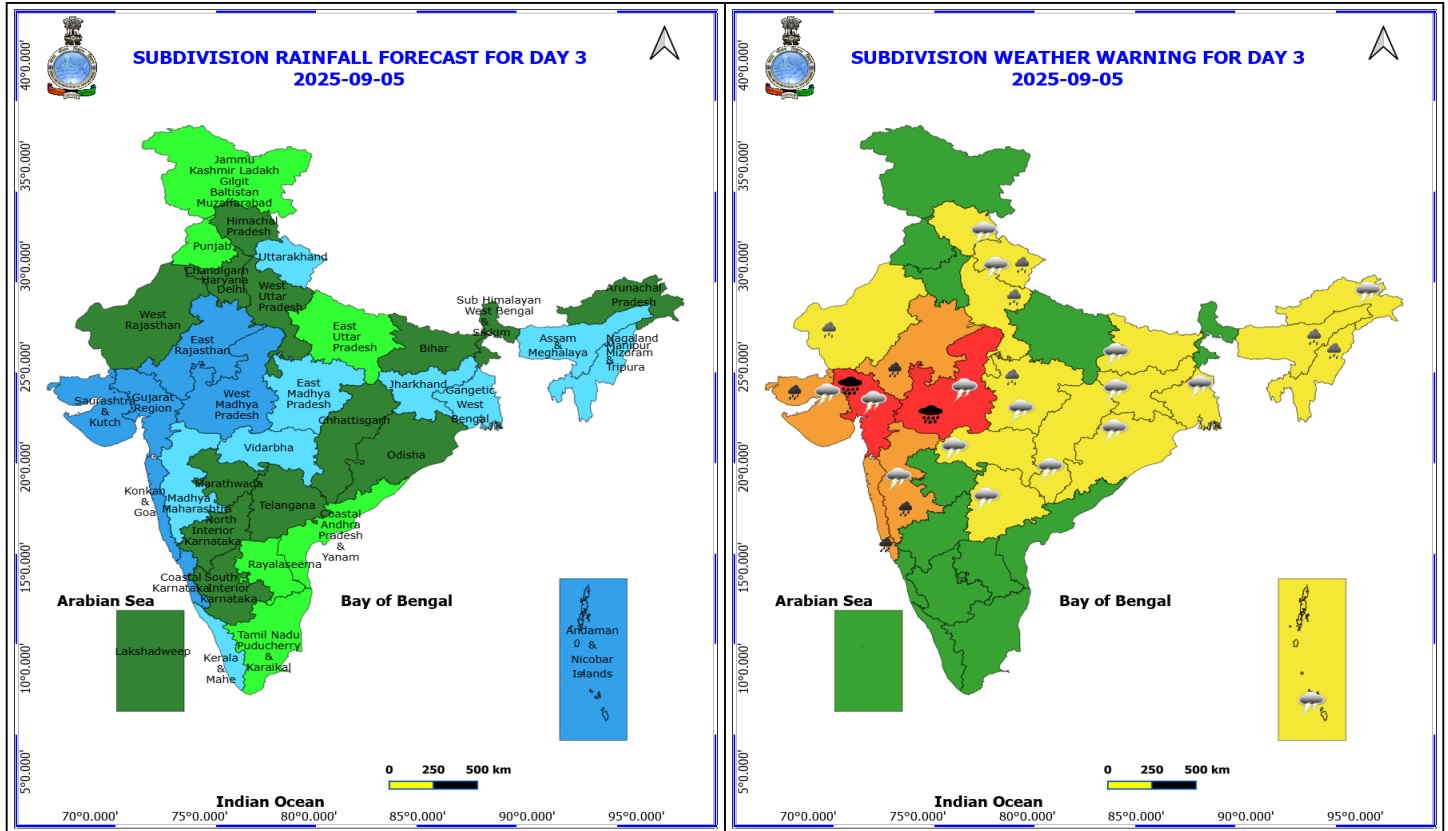 SUBDIVISION RAINFALL FORECAST FOR DAY 3
2025-09-05
40°0.000'
35°0.000'
30°0.000'
25°0.000'
20°0.000'
15°0.000'
10°0.000'
5°0.000'
Jammu
Kashmir Ladakh
Gilgit
Baltistan
Muzaffarabad
Himachal
Pradesh
Punjab
Uttarakhand
Chandigarh
Haryana
Delhi
West
Uttar
Pradesh
West
Rajasthan
East
Rajasthan
East
Uttar
Pradesh
Bihar
Sub Himalayan
West Bengal
&
Sikkim
Arunachal
Pradesh
Assam
&
Meghalaya
Nagaland
Manipur
Mizoram
&
Tripura
Saurashtra
&
Kutch
Gujarat
Region
West
Madhya
Pradesh
East
Madhya
Pradesh
Jharkhand
Gangetic
West
Bengal
Chhattisgarh
Odisha
Vidarbha
Konkan
&
Goa
Madhya
Maharashtra
Marathwada
Telangana
North
Interior
Karnataka
Coastal
Andhra
Pradesh
&
Yanam
Rayalaseema
Coastal
Karnataka
South
Interior
Karnataka
Arabian Sea
Bay of Bengal
Lakshadweep
Kerala
&
Mahe
Tamil Nadu
Puducherry
&
Karaikal
Andaman
&
Nicobar
Islands
0 250 500 km
Indian Ocean
70°0.000' 75°0.000' 80°0.000' 85°0.000' 90°0.000' 95°0.000'
SUBDIVISION WEATHER WARNING FOR DAY 3
2025-09-05
40°0.000'
35°0.000'
30°0.000'
25°0.000'
20°0.000'
15°0.000'
10°0.000'
5°0.000'
Arabian Sea
Bay of Bengal
0 250 500 km
Indian Ocean
70°0.000' 75°0.000' 80°0.000' 85°0.000' 90°0.000' 95°0.000'